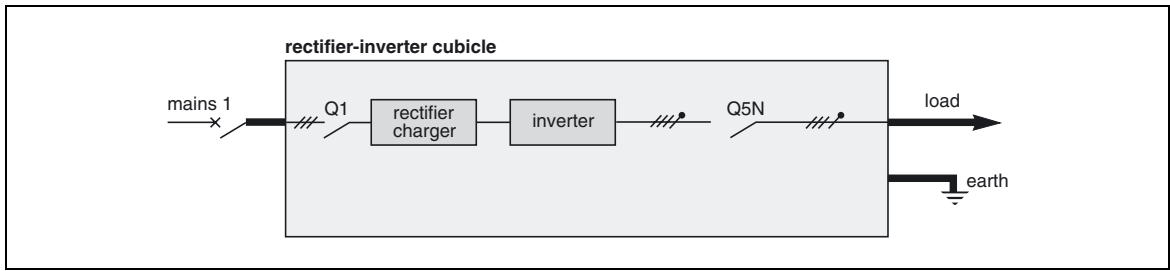 rectifier-inverter cubicle
mains 1
Q1
rectifier
charger
inverter
Q5N
load
earth